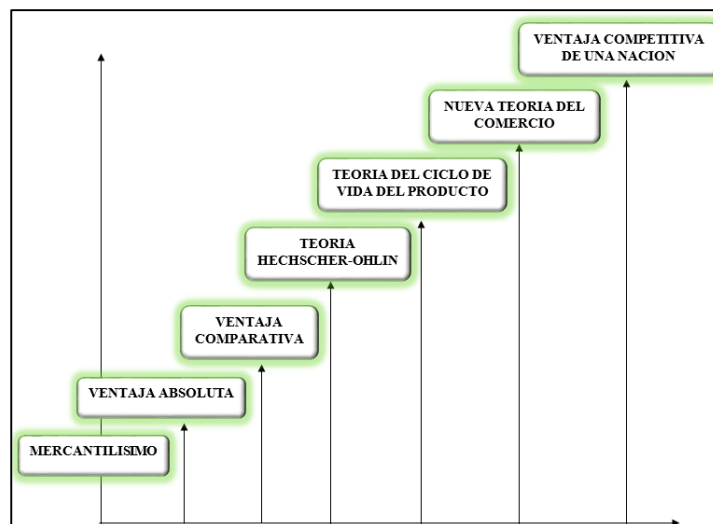 VENTAJA COMPETITIVA
DE UNA NACION
NUEVA TEORIA DEL
COMERCIO
TEORIA DEL CICLO DE
VIDA DEL PRODUCTO
TEORIA
HECHSCHER-OHLIN
VENTAJA
COMPARATIVA
VENTAJA ABSOLUTA
MERCANTILISIMO